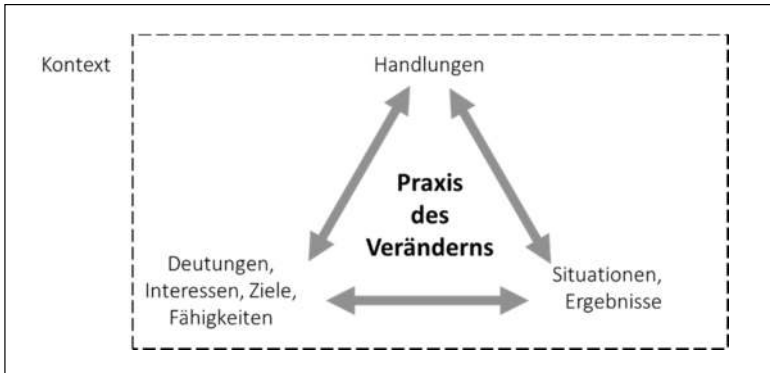 Kontext
Handlungen
Praxis
des
Veränderns
Deutungen,
Interessen, Ziele,
Fähigkeiten
Situationen,
Ergebnisse